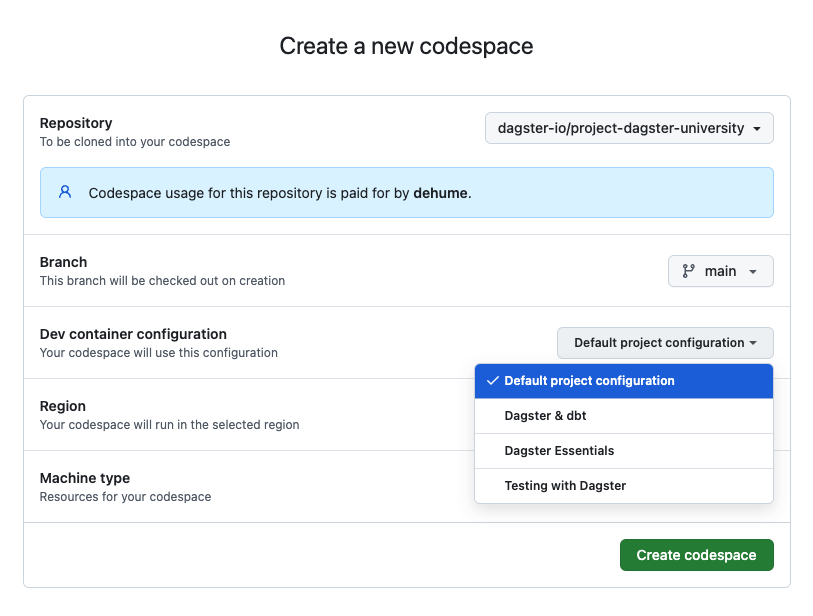 Create a new codespace
Repository
To be cloned into your codespace
dagster-io/project-dagster-university
Codespace usage for this repository is paid for by dehume.
Branch
This branch will be checked out on creation
main
Dev container configuration
Your codespace will use this configuration
Default project configuration
Default project configuration
Dagster & dbt
Dagster Essentials
Testing with Dagster
Region
Your codespace will run in the selected region
Machine type
Resources for your codespace
Create codespace